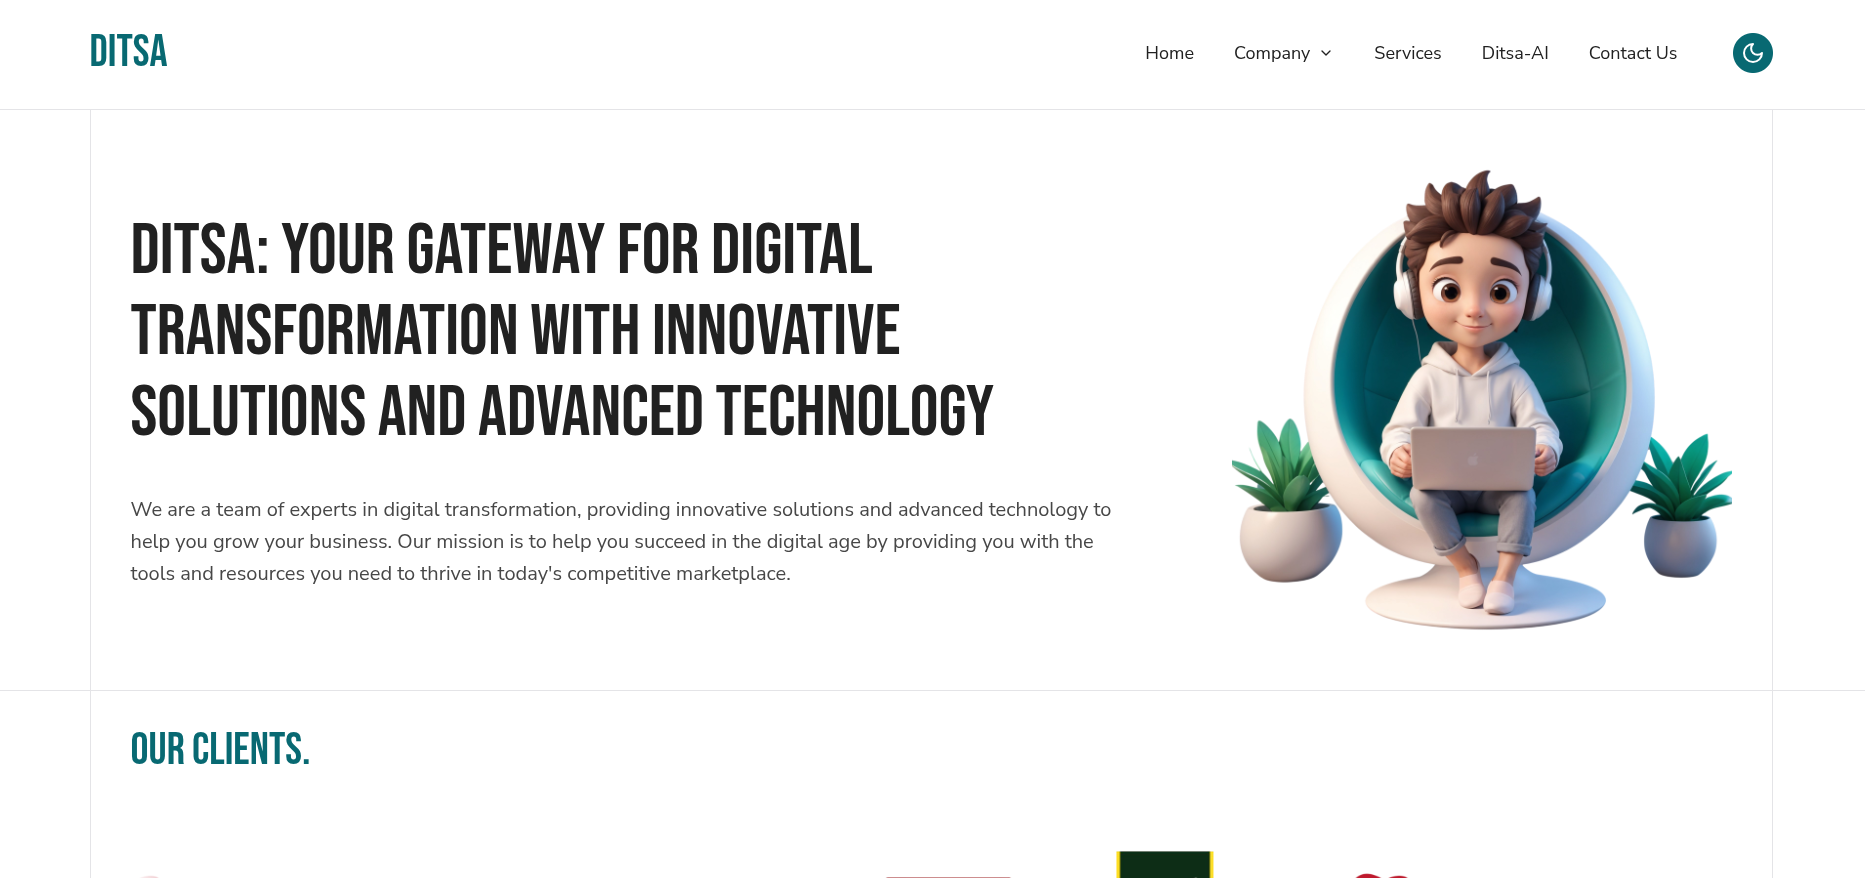 DITSA
Home Company Services Ditsa-AI Contact Us
DITSA: YOUR GATEWAY FOR DIGITAL
TRANSFORMATION WITH INNOVATIVE
SOLUTIONS AND ADVANCED TECHNOLOGY
We are a team of experts in digital transformation, providing innovative solutions and advanced technology to
help you grow your business. Our mission is to help you succeed in the digital age by providing you with the
tools and resources you need to thrive in today's competitive marketplace.
OUR CLIENTS.